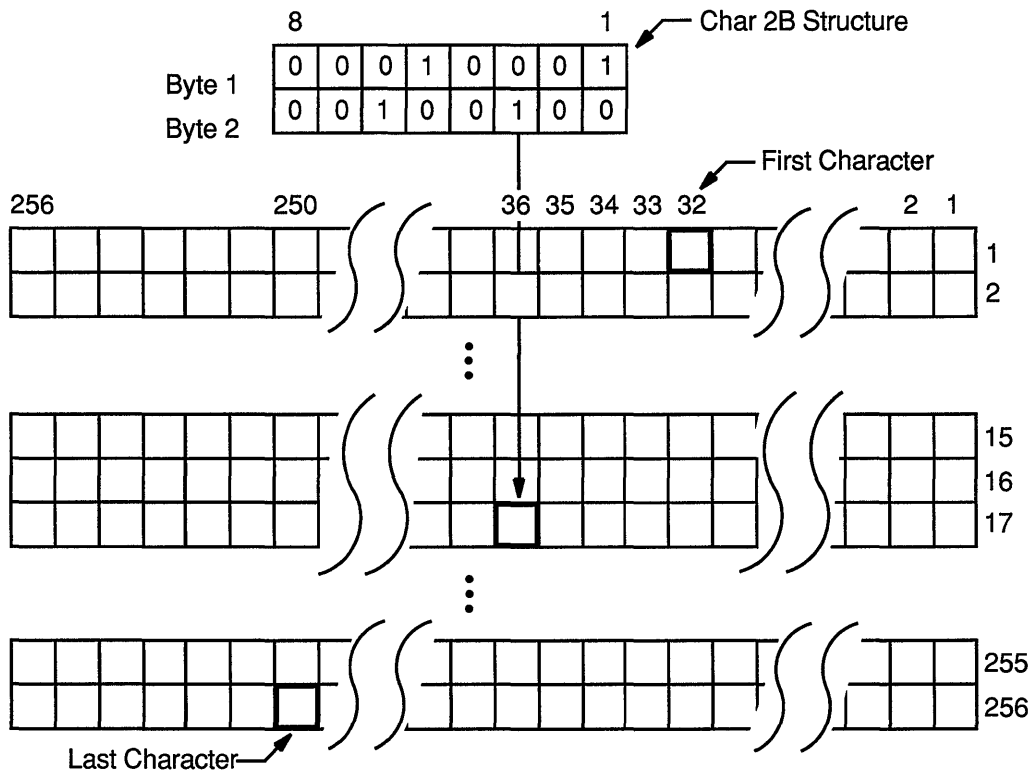 8 1 Char 2B Structure
Byte 1 0 0 0 1 0 0 0 1
Byte 2 0 0 1 0 0 1 0 0
First Character
256 250 36 35 34 33 32 2 1
1
2
15
16
17
255
256
Last Character